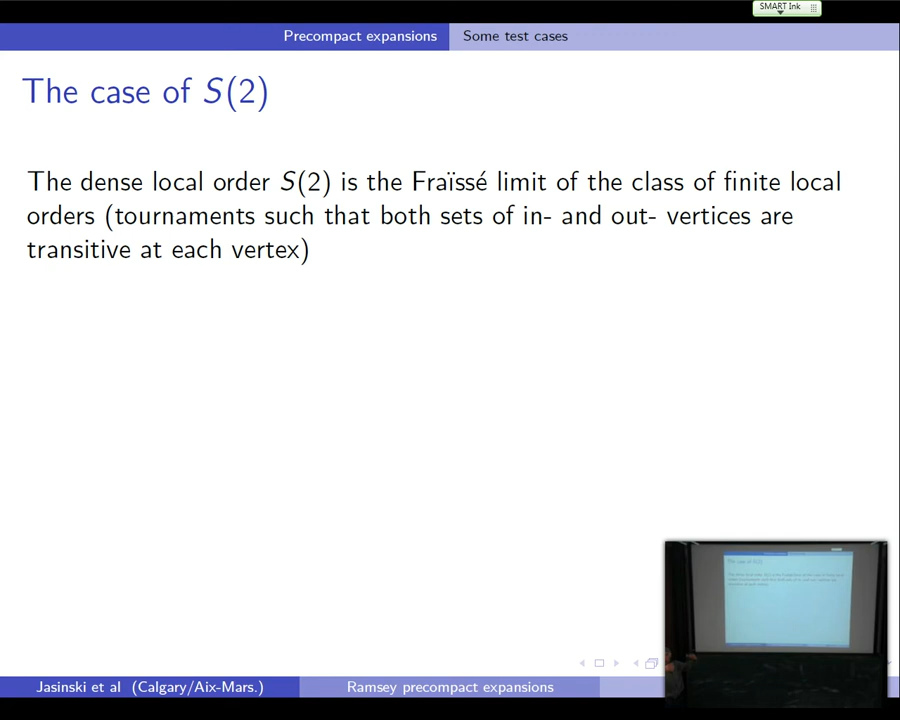 SMART Ink
Precompact expansions Some test cases
The case of S(2)
The dense local order S(2) is the Fraïssé limit of the class of finite local
orders (tournaments such that both sets of in- and out- vertices are
transitive at each vertex)
Jasinski et al (Calgary/Aix-Mars.) Ramsey precompact expansions